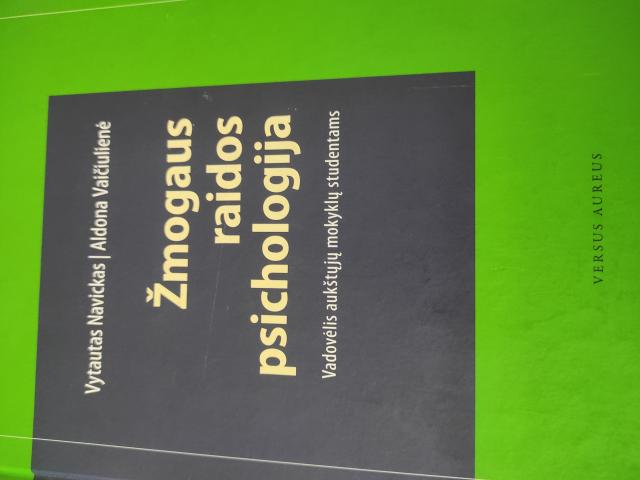 Vytautas Navickas | Aldona Vaičiulienė
Žmogaus
raidos
psichologija
Vadovėlis aukštųjų mokyklų studentams
VERSUS AUREUS